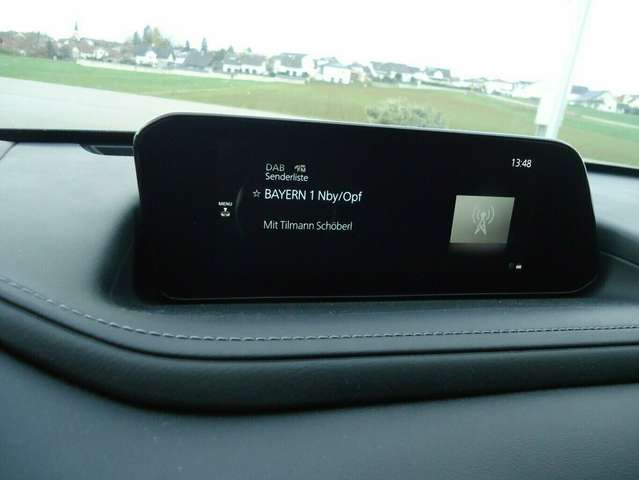 DAB
13:48
Senderliste
☆ BAYERN 1 Nby/Opf
MENU
Mit Tilmann Schöberl